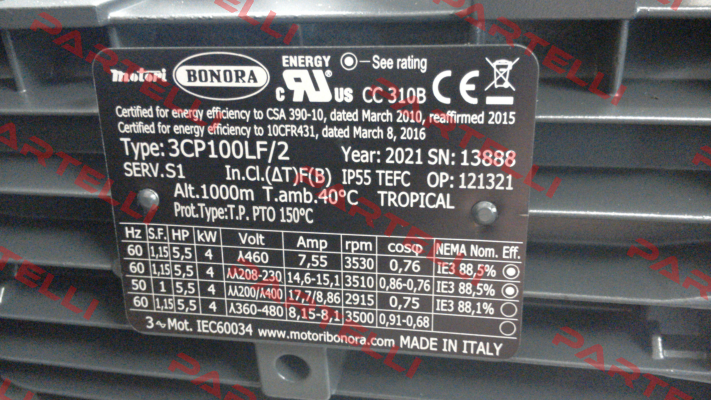 motori BONORA ENERGY See rating
c UR US CC 310B CE
Certified for energy efficiency to CSA 390-10, dated March 2010, reaffirmed 2015
Certified for energy efficiency to 10CFR431, dated March 8, 2016
Type: 3CP100LF/2 Year: 2021 SN: 13888
SERV.S1 In.Cl.(ΔT)F(B) IP55 TEFC OP: 121321
Alt.1000m T.amb.40°C TROPICAL
Prot.Type:T.P. PTO 150°C
Hz S.F. HP kW Volt Amp rpm cosΦ NEMA Nom. Eff.
60 1,15 5,5 4 λ460 7,55 3530 0,76 IE3 88,5%
60 1,15 5,5 4 λλ208-230 14,6-15,1 3510 0,86-0,76 IE3 88,5%
50 1 5,5 4 λλ200/λ400 17,7/8,86 2915 0,75 IE3 88,1%
60 1,15 5,5 4 λ360-480 8,15-8,1 3500 0,91-0,68
3~Mot. IEC60034 www.motoribonora.com MADE IN ITALY
PARTELLI